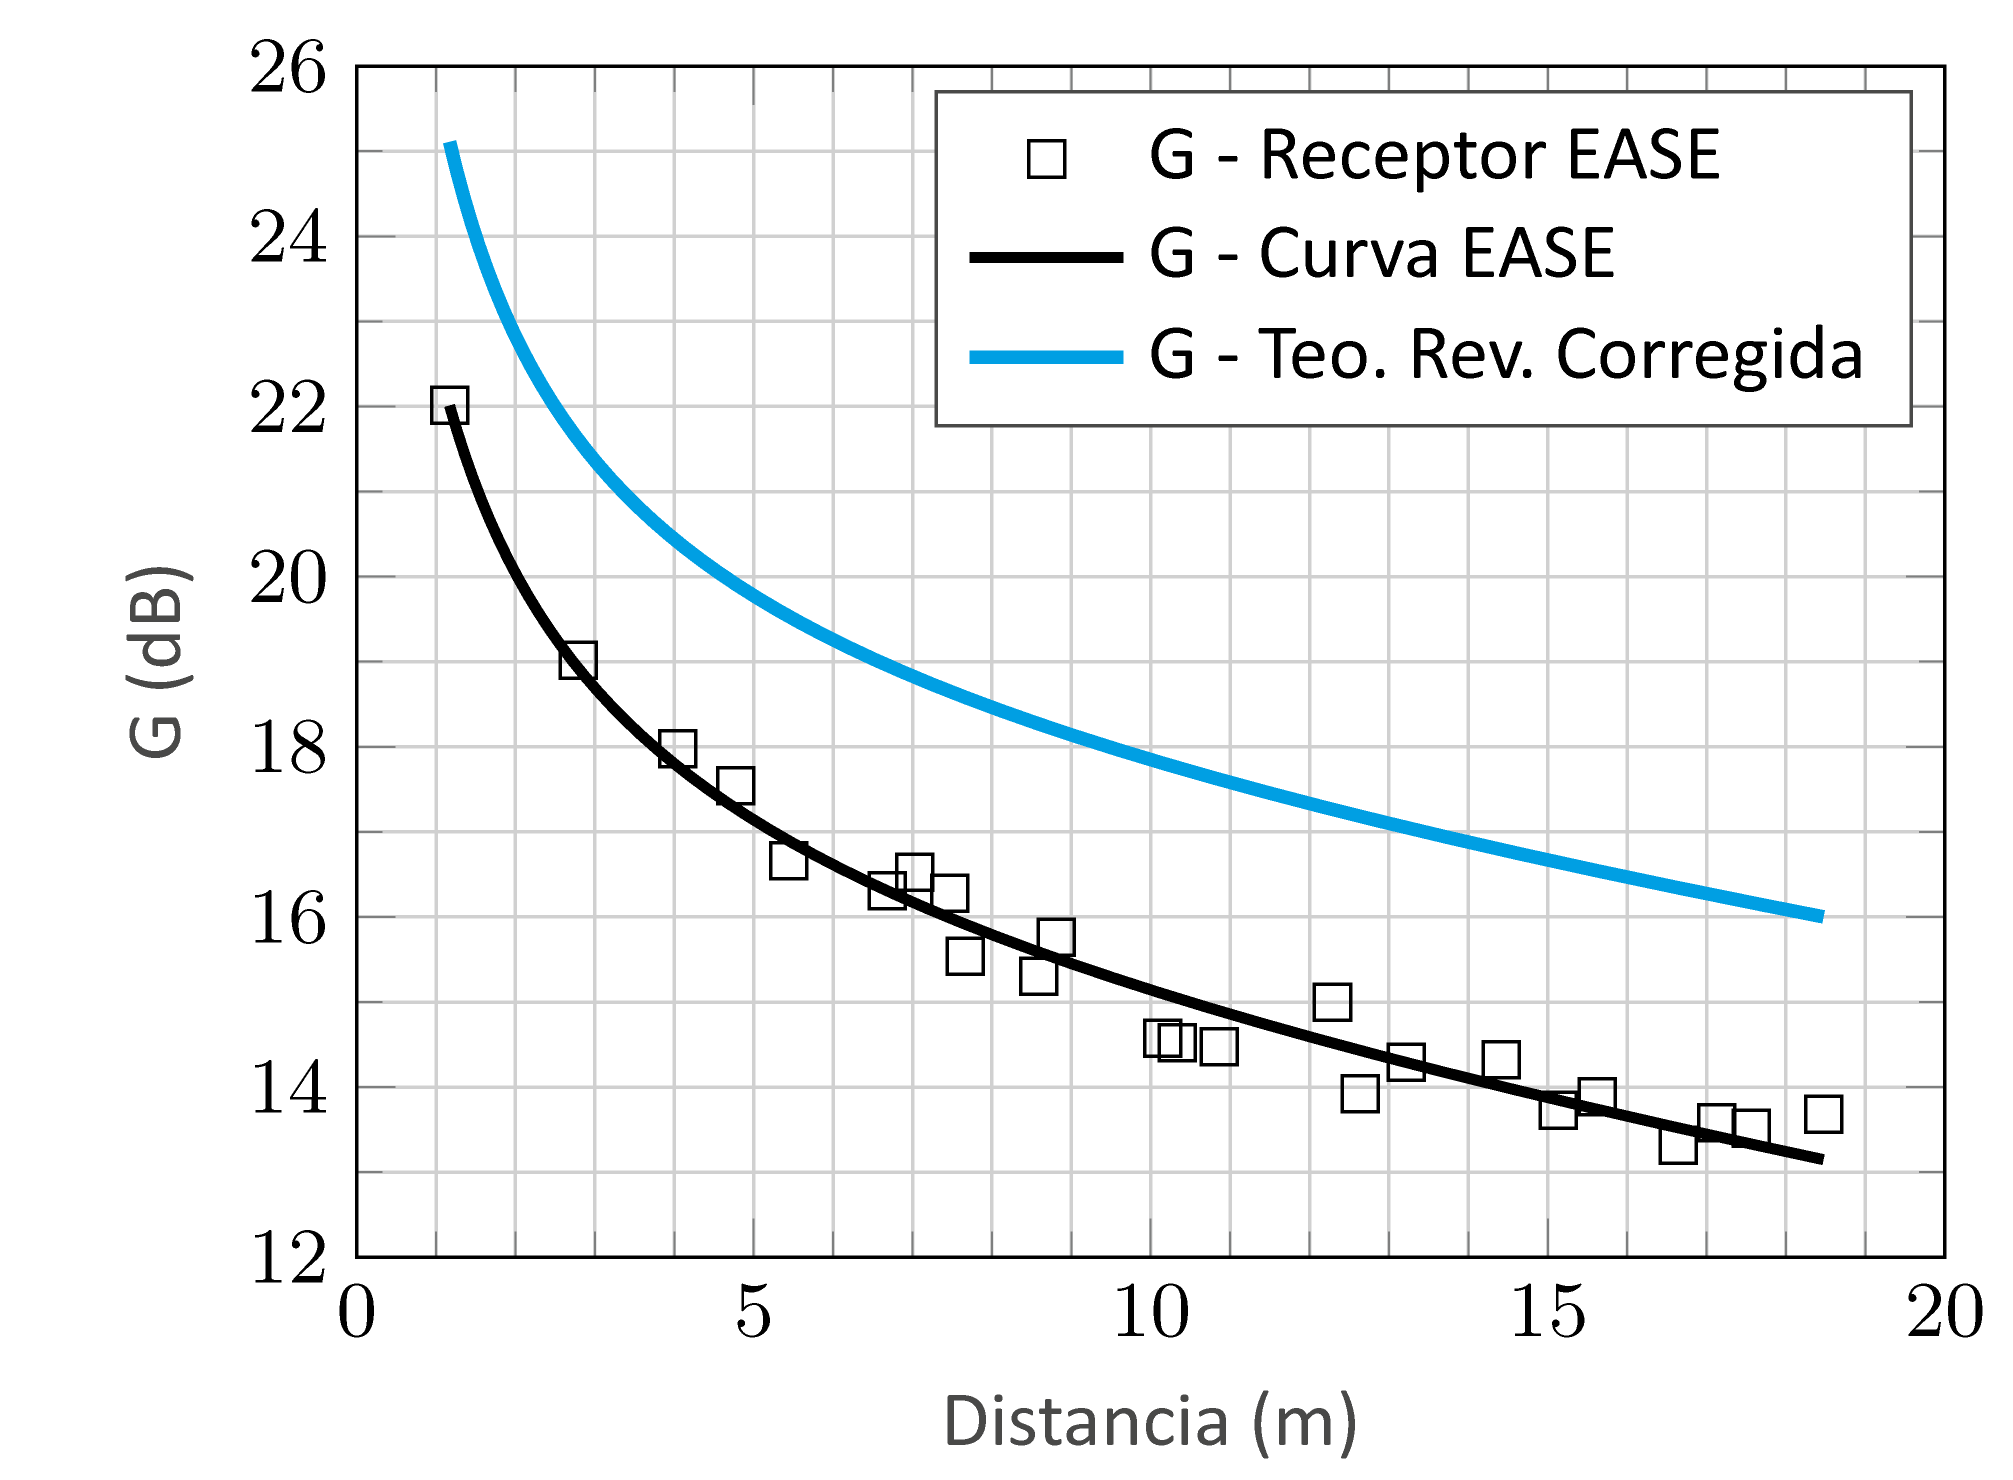 26
24
22
20
18
16
14
12
0
5
10
15
20
G (dB)
Distancia (m)
G - Receptor EASE
G - Curva EASE
G - Teo. Rev. Corregida